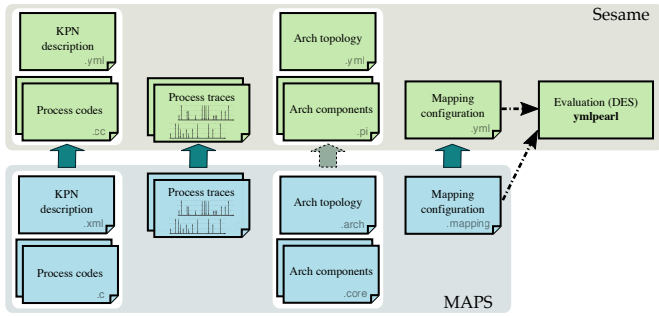 Sesame
KPN
description
.yml
Process codes
.cc
Process traces
Arch topology
.yml
Arch components
.pi
Mapping
configuration
.yml
Evaluation (DES)
ymlpearl
KPN
description
.xml
Process codes
.c
Process traces
Arch topology
.arch
Arch components
.core
Mapping
configuration
.mapping
MAPS